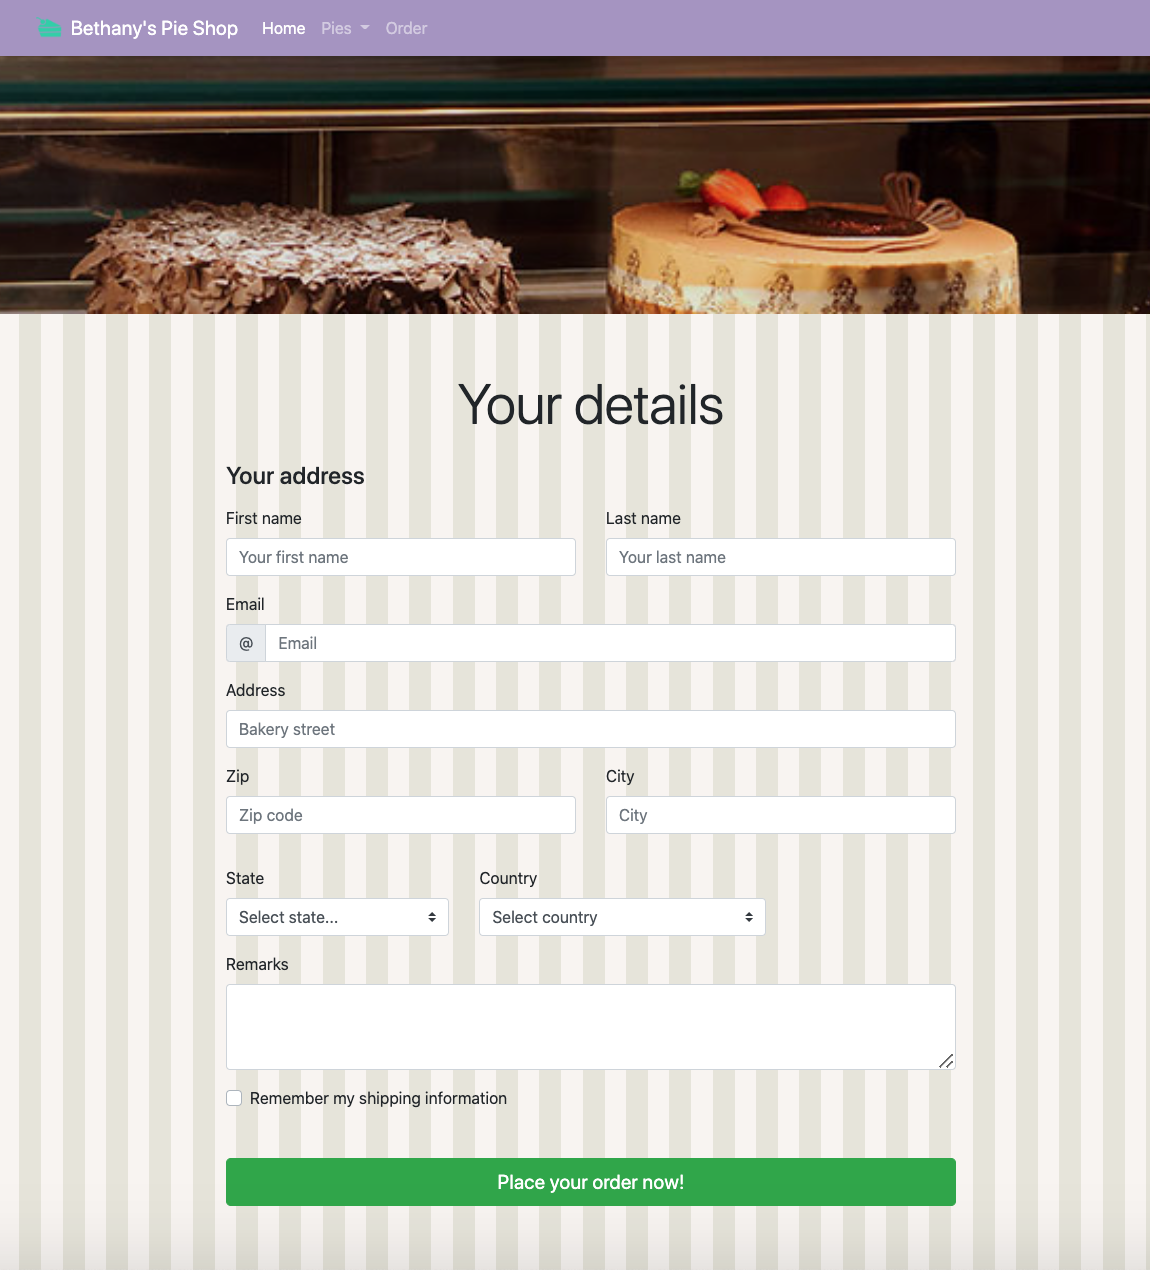 Bethany's Pie Shop Home Pies Order
Your details
Your address
First name Last name
Your first name Your last name
Email
@ Email
Address
Bakery street
Zip City
Zip code City
State Country
Select state... Select country
Remarks
Remember my shipping information
Place your order now!